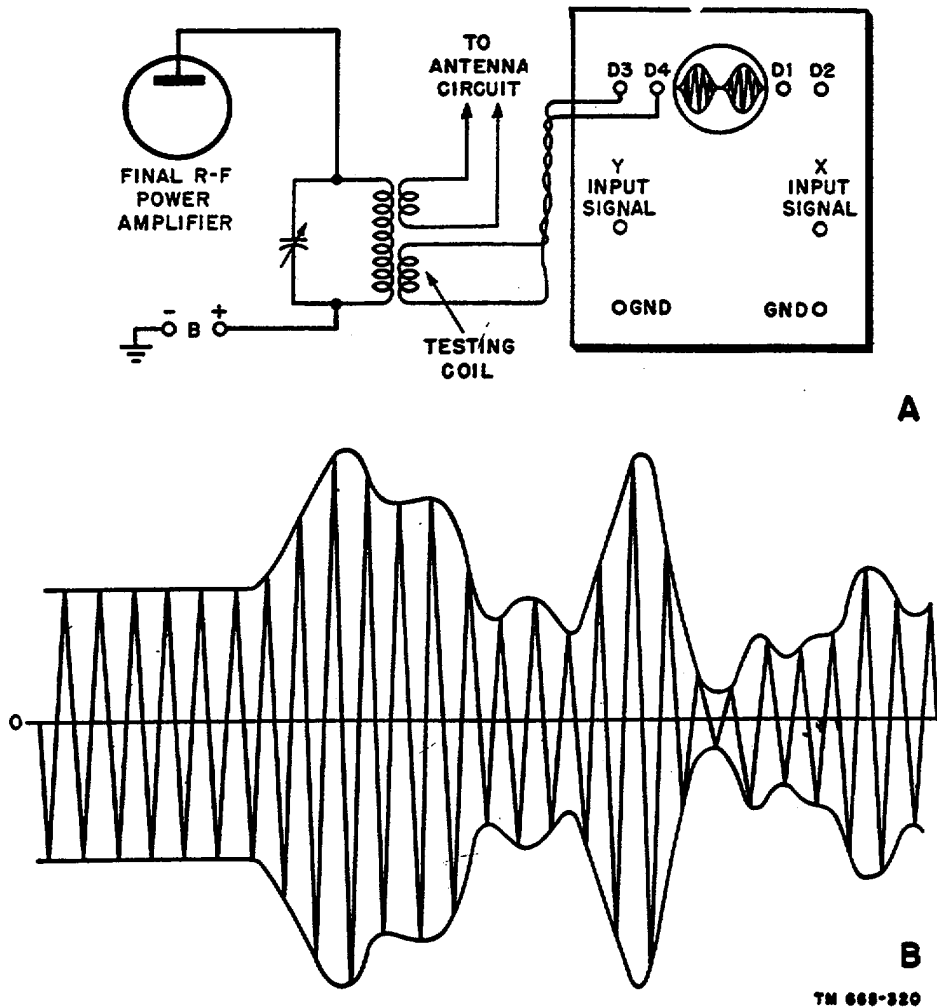 TO
ANTENNA
CIRCUIT
D3 D4 D1 D2
FINAL R-F
POWER
AMPLIFIER
Y
INPUT
SIGNAL
X
INPUT
SIGNAL
- B +
GND
GND
TESTING
COIL
A
0
B